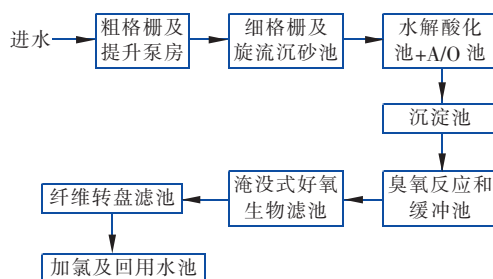 进水
粗格栅及
提升泵房
细格栅及
旋流沉砂池
水解酸化
池+A/O 池
沉淀池
臭氧反应和
缓冲池
淹没式好氧
生物滤池
纤维转盘滤池
加氯及回用水池